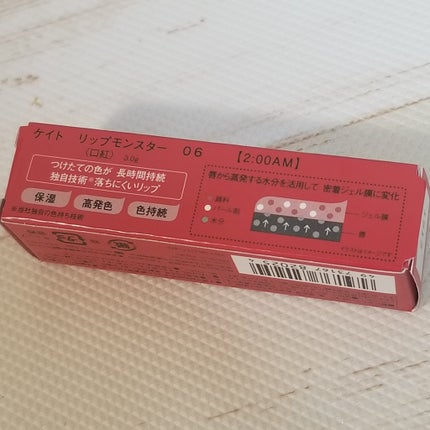 ケイト リップモンスター 06 【2:00AM】
(口紅) 3.0g
つけたての色が 長時間持続
独自技術※落ちにくいリップ
保湿 高発色 色持続
※当社独自の色持ち技術
唇から蒸発する水分を活用して 密着ジェル膜に変化
顔料
オイル剤
水分
ジェル膜
唇